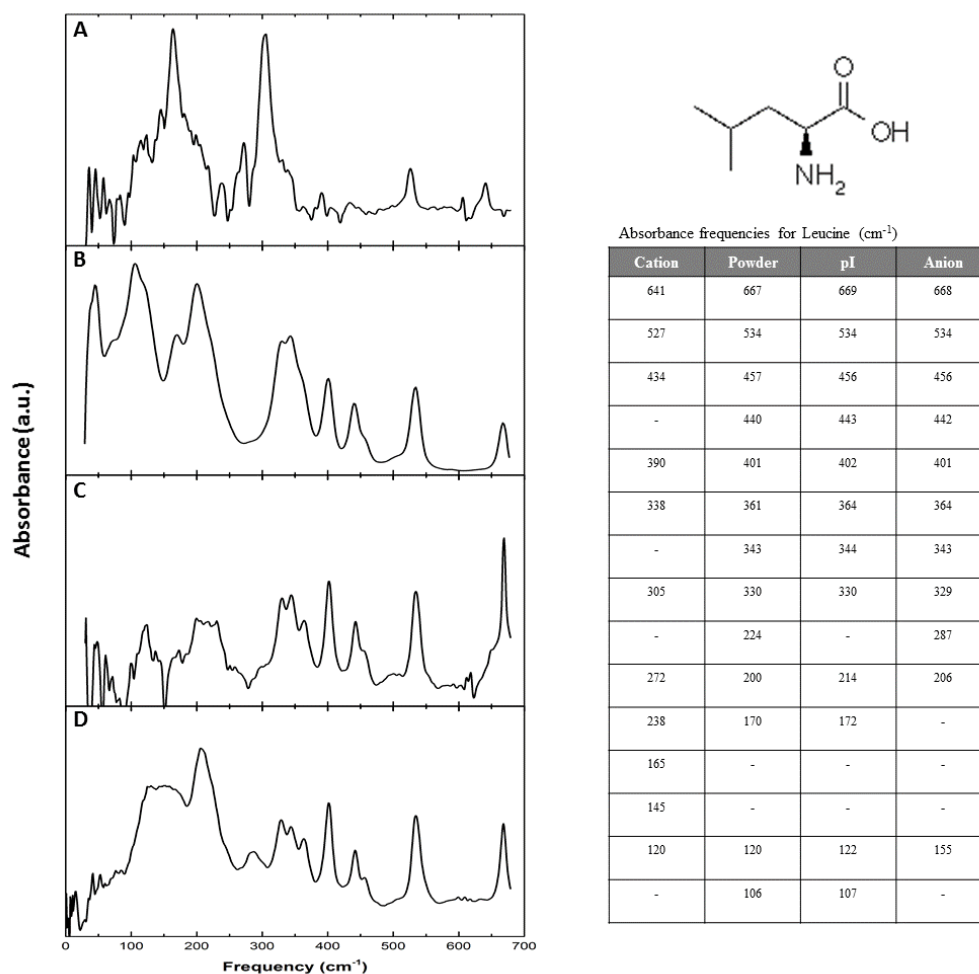 A
B
C
D
Absorbance (a.u.)
0 100 200 300 400 500 600 700
Frequency (cm-1)
O
OH
NH2
Absorbance frequencies for Leucine (cm-1)
Cation Powder pI Anion
641 667 669 668
527 534 534 534
434 457 456 456
- 440 443 442
390 401 402 401
338 361 364 364
- 343 344 343
305 330 330 329
- 224 - 287
272 200 214 206
238 170 172 -
165 - - -
145 - - -
120 120 122 155
- 106 107 -